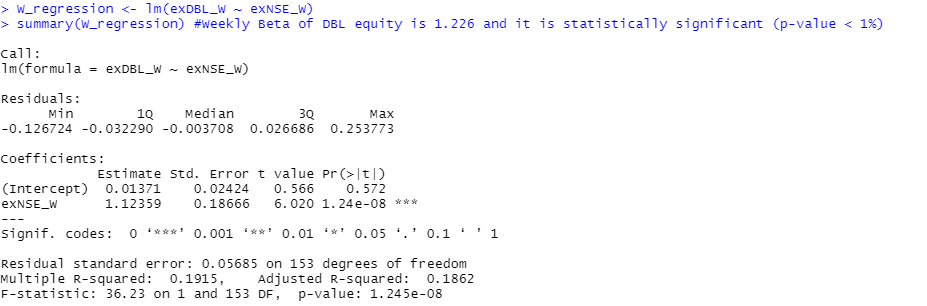 > W_regression <- lm(exDBL_W ~ exNSE_W)
> summary(W_regression) #Weekly Beta of DBL equity is 1.226 and it is statistically significant (p-value < 1%)
Call:
lm(formula = exDBL_W ~ exNSE_W)
Residuals:
Min 1Q Median 3Q Max
-0.126724 -0.032290 -0.003708 0.026686 0.253773
Coefficients:
Estimate Std. Error t value Pr(>|t|)
(Intercept) 0.01371 0.02424 0.566 0.572
exNSE_W 1.12359 0.18666 6.020 1.24e-08 ***
---
Signif. codes: 0 ‘***’ 0.001 ‘**’ 0.01 ‘*’ 0.05 ‘.’ 0.1 ‘ ’ 1
Residual standard error: 0.05685 on 153 degrees of freedom
Multiple R-squared: 0.1915, Adjusted R-squared: 0.1862
F-statistic: 36.23 on 1 and 153 DF, p-value: 1.245e-08